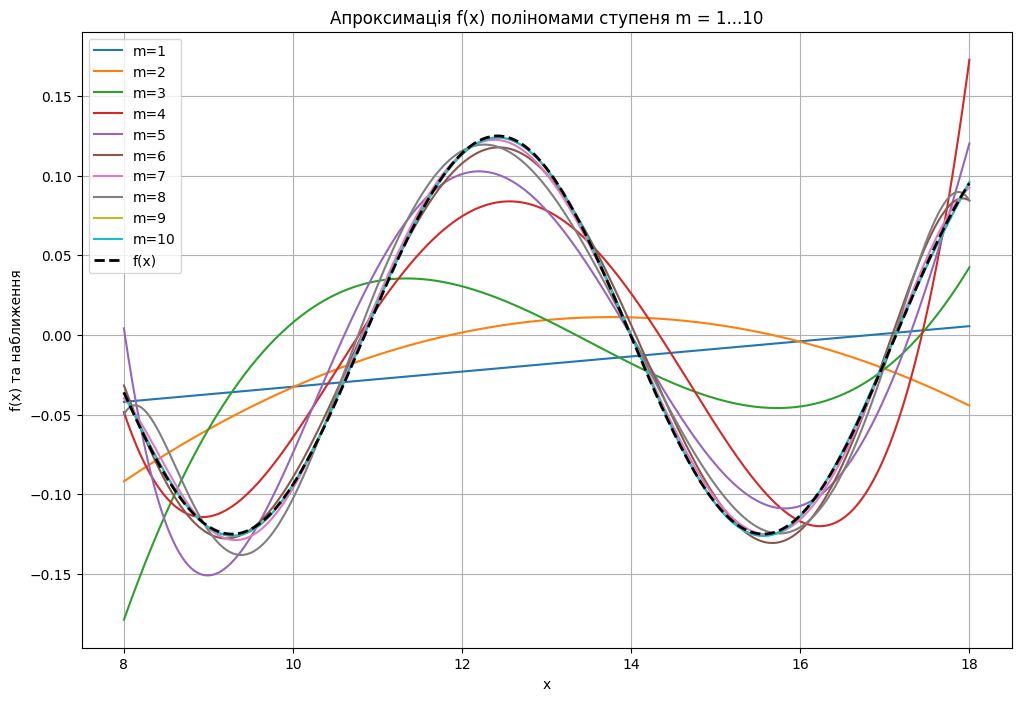 Апроксимація f(x) поліномами ступеня m = 1...10
f(x) та наближення
0.15
0.10
0.05
0.00
−0.05
−0.10
−0.15
m=1
m=2
m=3
m=4
m=5
m=6
m=7
m=8
m=9
m=10
f(x)
8 10 12 14 16 18
x